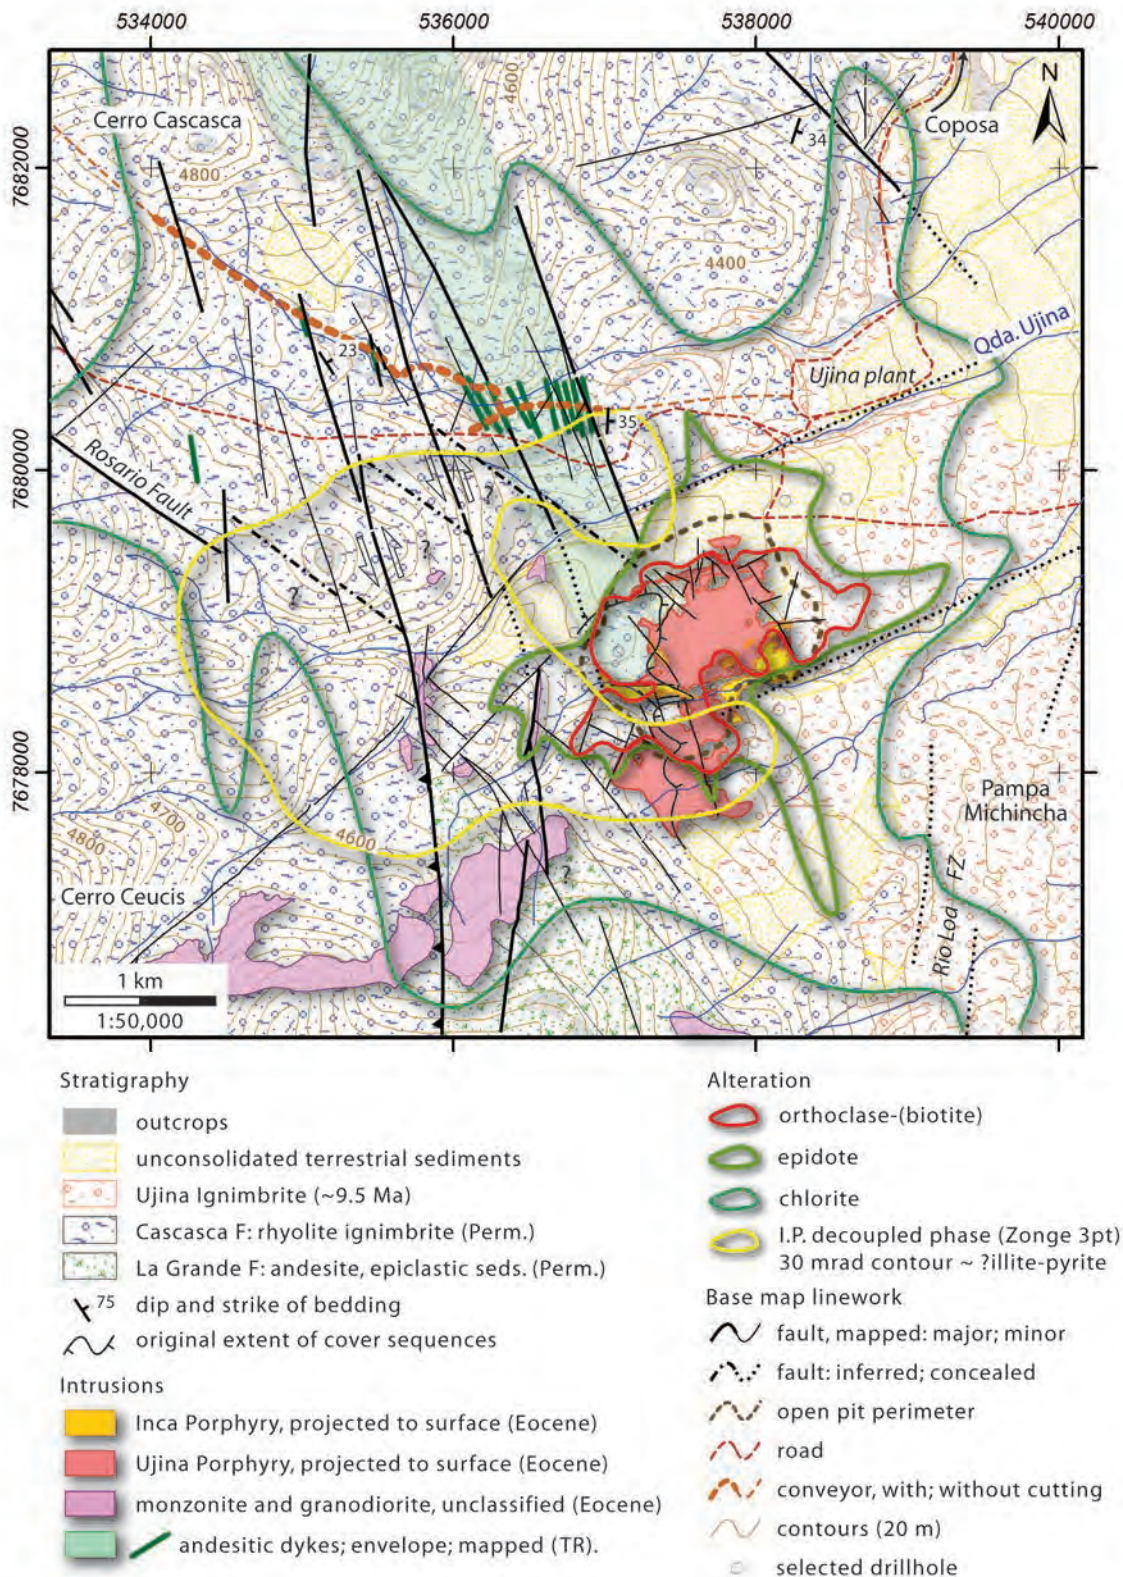 534000
536000
538000
540000
7682000
7680000
7678000
Cerro Cascasca
4800
4600
34
Coposa
N
4400
Qda. Ujina
Ujina plant
23
35
Rosario Fault
?
?
?
4700
4800
4600
Cerro Ceucis
?
Pampa
Michincha
Rio Loa FZ
1 km
1:50,000
Stratigraphy
outcrops
unconsolidated terrestrial sediments
Ujina Ignimbrite (~9.5 Ma)
Cascasca F: rhyolite ignimbrite (Perm.)
La Grande F: andesite, epiclastic seds. (Perm.)
75 dip and strike of bedding
original extent of cover sequences
Intrusions
Inca Porphyry, projected to surface (Eocene)
Ujina Porphyry, projected to surface (Eocene)
monzonite and granodiorite, unclassified (Eocene)
andesitic dykes; envelope; mapped (TR).
Alteration
orthoclase-(biotite)
epidote
chlorite
I.P. decoupled phase (Zonge 3pt)
30 mrad contour ~ ?illite-pyrite
Base map linework
fault, mapped: major; minor
fault: inferred; concealed
open pit perimeter
road
conveyor, with; without cutting
contours (20 m)
selected drillhole